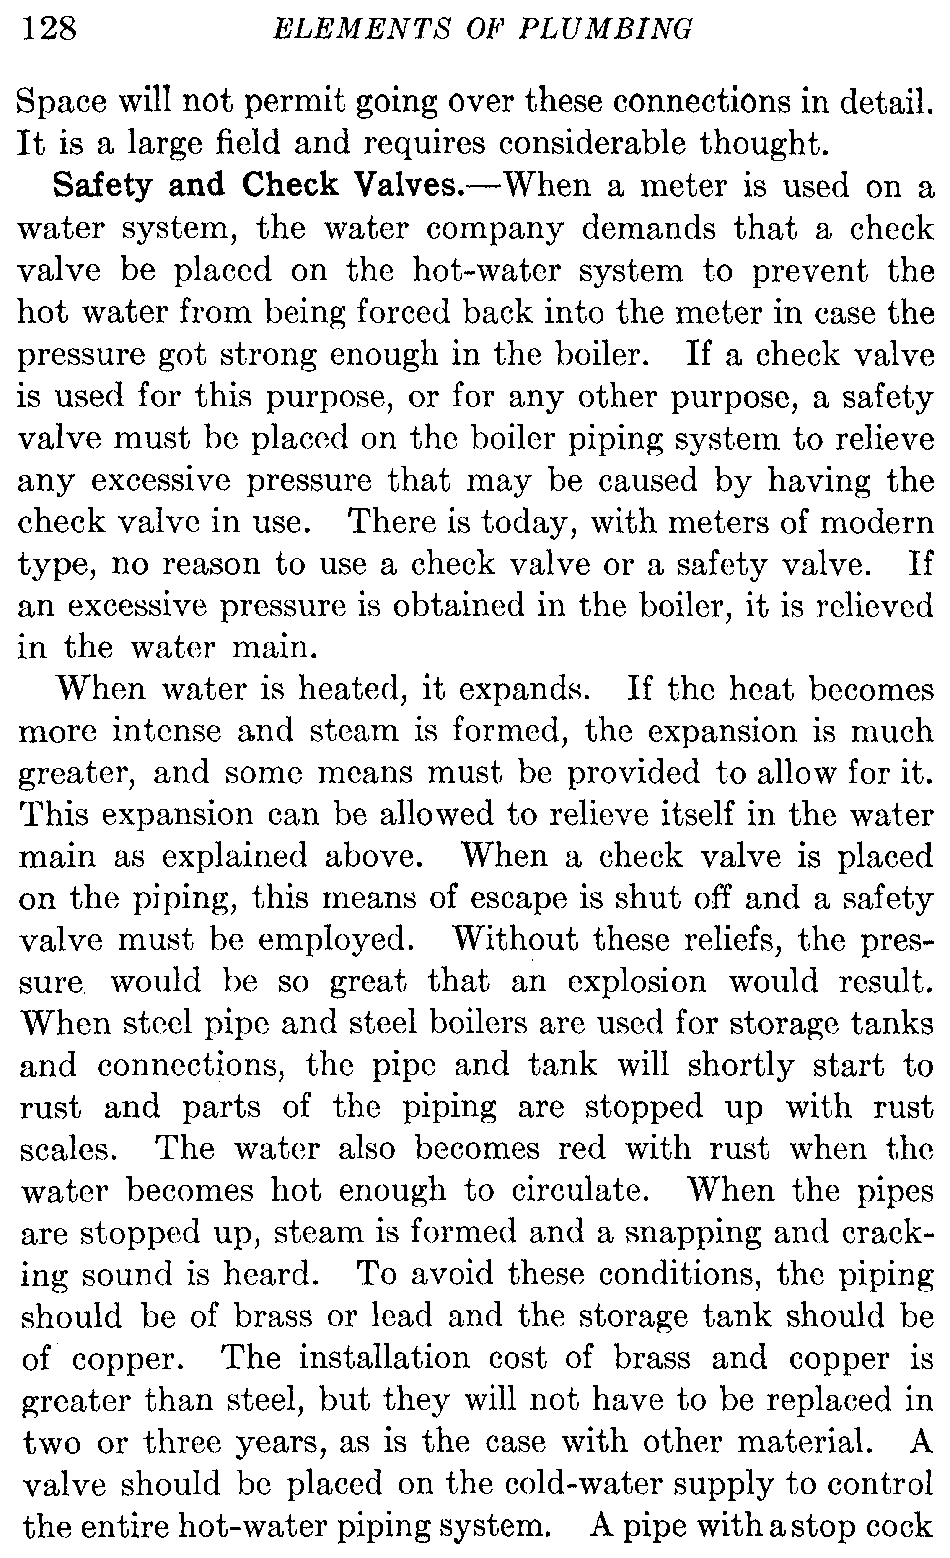 128 ELEMENTS OF PLUMBING
Space will not permit going over these connections in detail.
It is a large field and requires considerable thought.
Safety and Check Valves.—When a meter is used on a
water system, the water company demands that a check
valve be placed on the hot-water system to prevent the
hot water from being forced back into the meter in case the
pressure got strong enough in the boiler. If a check valve
is used for this purpose, or for any other purpose, a safety
valve must be placed on the boiler piping system to relieve
any excessive pressure that may be caused by having the
check valve in use. There is today, with meters of modern
type, no reason to use a check valve or a safety valve. If
an excessive pressure is obtained in the boiler, it is relieved
in the water main.
When water is heated, it expands. If the heat becomes
more intense and steam is formed, the expansion is much
greater, and some means must be provided to allow for it.
This expansion can be allowed to relieve itself in the water
main as explained above. When a check valve is placed
on the piping, this means of escape is shut off and a safety
valve must be employed. Without these reliefs, the pres-
sure would be so great that an explosion would result.
When steel pipe and steel boilers are used for storage tanks
and connections, the pipe and tank will shortly start to
rust and parts of the piping are stopped up with rust
scales. The water also becomes red with rust when the
water becomes hot enough to circulate. When the pipes
are stopped up, steam is formed and a snapping and crack-
ing sound is heard. To avoid these conditions, the piping
should be of brass or lead and the storage tank should be
of copper. The installation cost of brass and copper is
greater than steel, but they will not have to be replaced in
two or three years, as is the case with other material. A
valve should be placed on the cold-water supply to control
the entire hot-water piping system. A pipe with a stop cock